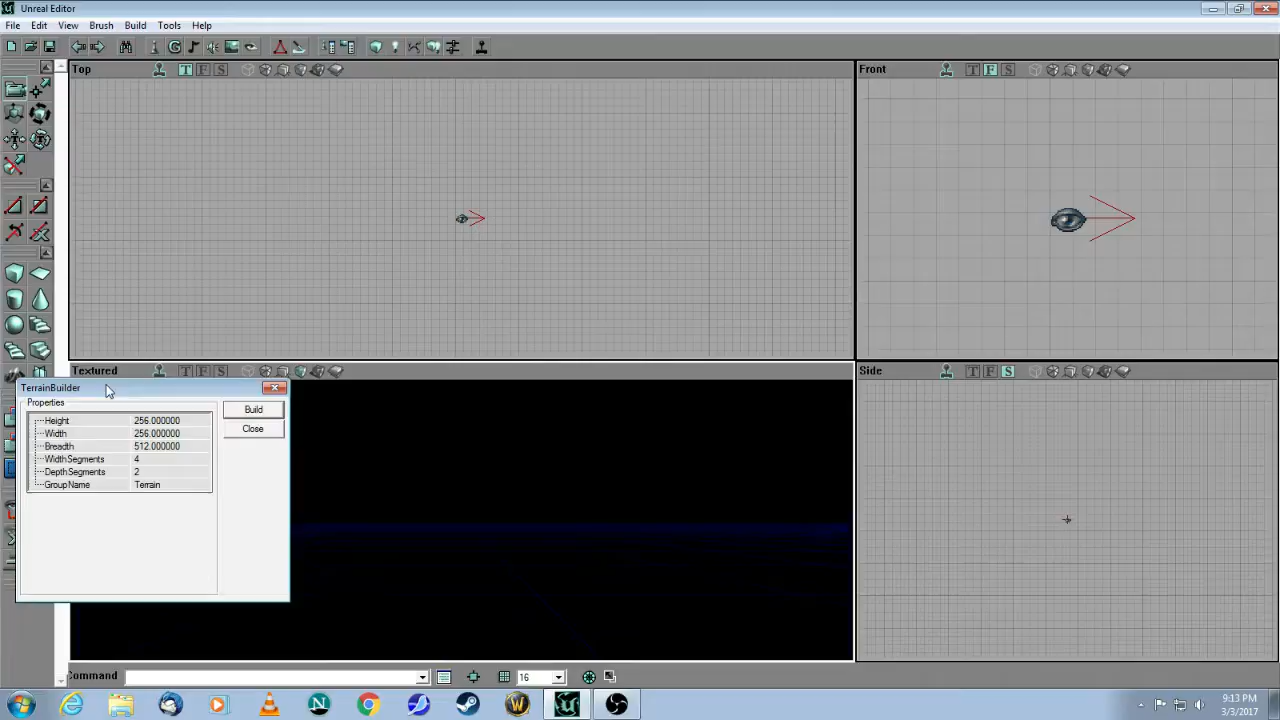 Unreal Editor
File Edit View Brush Build Tools Help
Top T F S
Front T F S
Textured T F S
Side T F S
TerrainBuilder
Properties
Height 256.000000
Width 256.000000
Breadth 512.000000
WidthSegments 4
DepthSegments 2
GroupName Terrain
Build
Close
Command
16
9:13 PM
3/3/2017